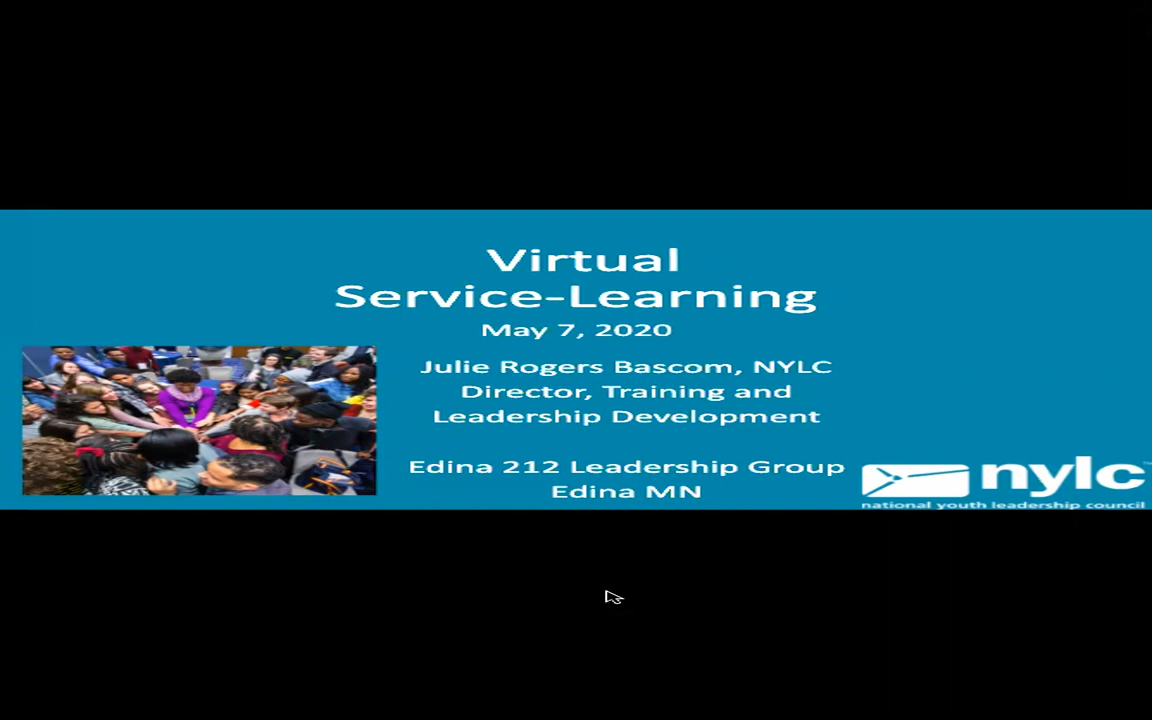 Virtual
Service-Learning
May 7, 2020
Julie Rogers Bascom, NYLC
Director, Training and
Leadership Development
Edina 212 Leadership Group
Edina MN
nylc
national youth leadership council